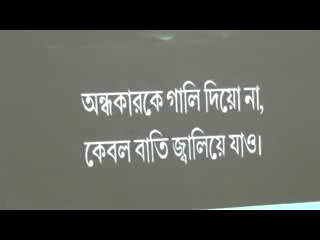 অন্ধকারকে গালি দিয়ো না,
কেবল বাতি জ্বালিয়ে যাও।